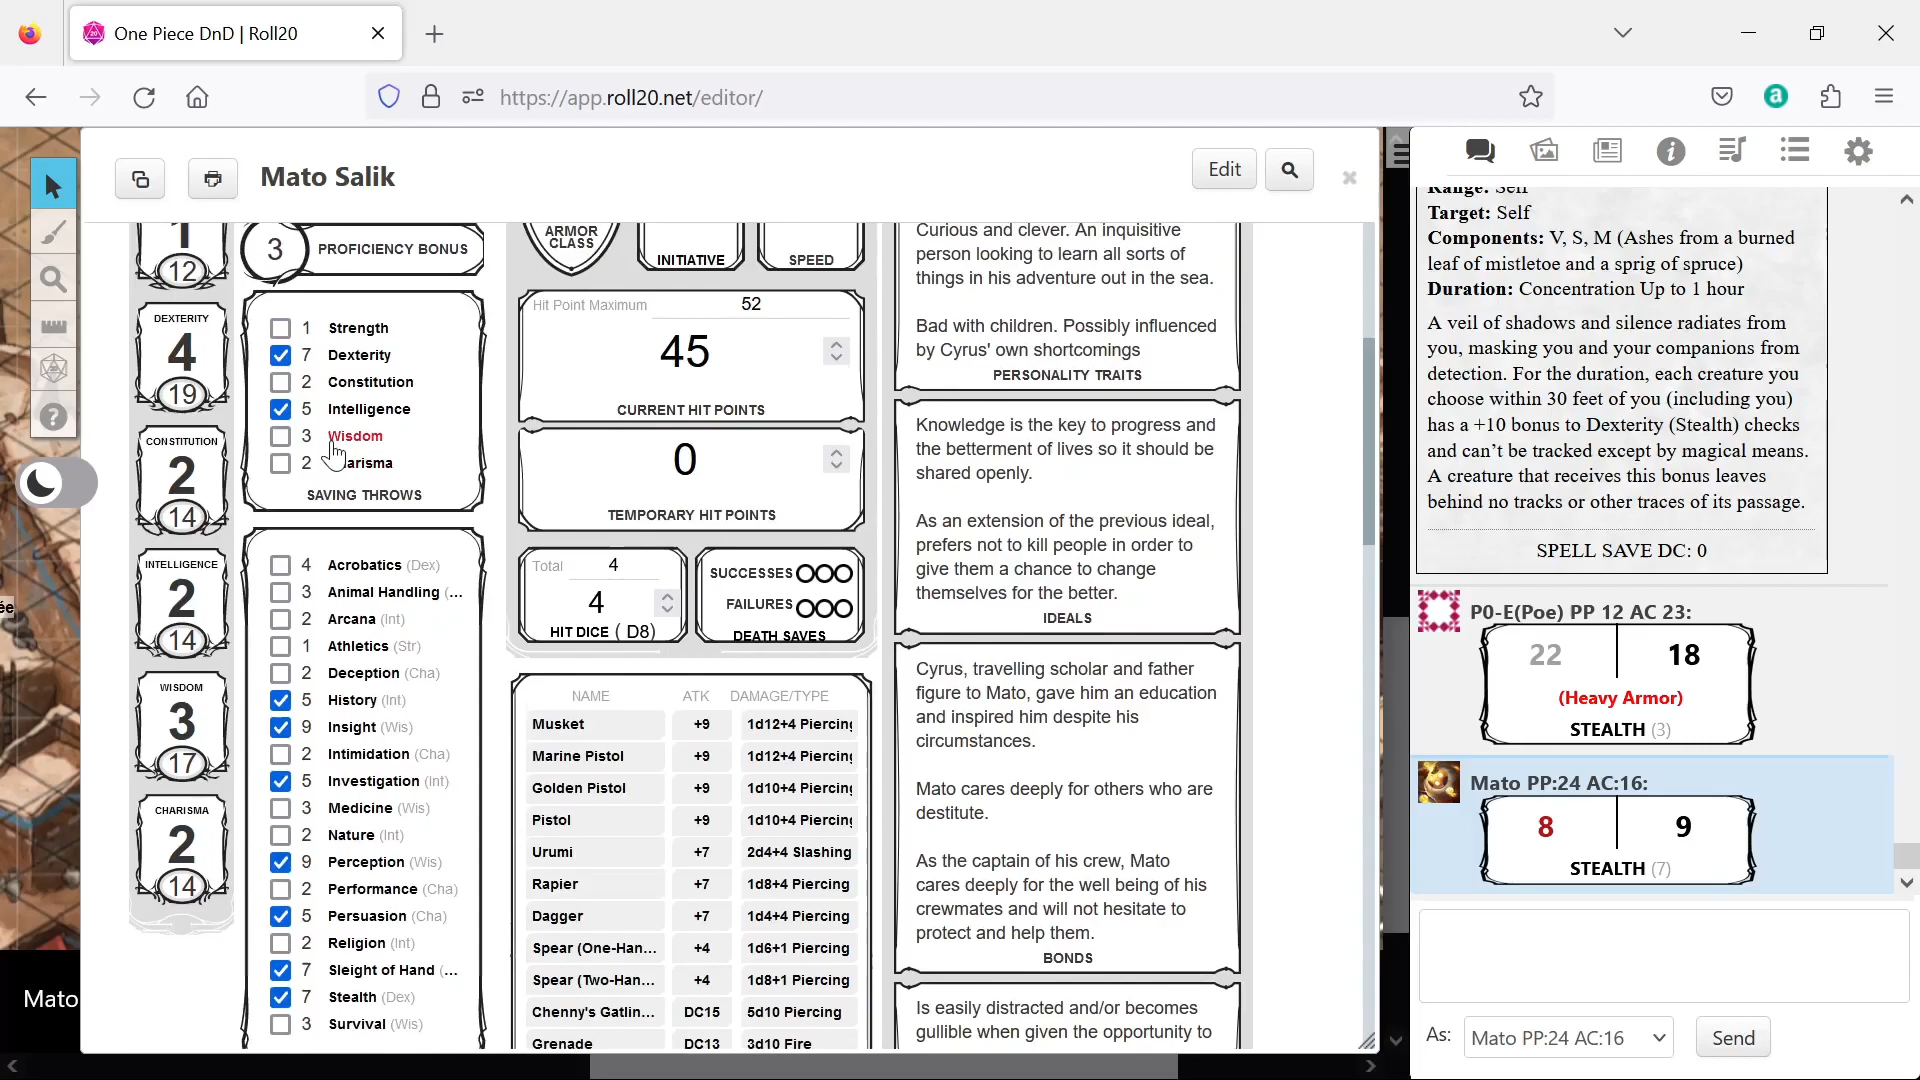 One Piece DnD | Roll20
https://app.roll20.net/editor/
Mato Salik
Edit
1
12
DEXTERITY
4
19
CONSTITUTION
2
14
INTELLIGENCE
2
14
WISDOM
3
17
CHARISMA
2
14
3 PROFICIENCY BONUS
1 Strength
7 Dexterity
2 Constitution
5 Intelligence
3 Wisdom
2 arisma
SAVING THROWS
4 Acrobatics (Dex)
3 Animal Handling (...
2 Arcana (Int)
1 Athletics (Str)
2 Deception (Cha)
5 History (Int)
9 Insight (Wis)
2 Intimidation (Cha)
5 Investigation (Int)
3 Medicine (Wis)
2 Nature (Int)
9 Perception (Wis)
2 Performance (Cha)
5 Persuasion (Cha)
2 Religion (Int)
7 Sleight of Hand (...
7 Stealth (Dex)
3 Survival (Wis)
ARMOR
CLASS
INITIATIVE
SPEED
Hit Point Maximum 52
45
CURRENT HIT POINTS
0
TEMPORARY HIT POINTS
Total 4
4
HIT DICE ( D8)
SUCCESSES
FAILURES
DEATH SAVES
NAME ATK DAMAGE/TYPE
Musket +9 1d12+4 Piercing
Marine Pistol +9 1d12+4 Piercing
Golden Pistol +9 1d10+4 Piercing
Pistol +9 1d10+4 Piercing
Urumi +7 2d4+4 Slashing
Rapier +7 1d8+4 Piercing
Dagger +7 1d4+4 Piercing
Spear (One-Han... +4 1d6+1 Piercing
Spear (Two-Han... +4 1d8+1 Piercing
Chenny's Gatlin... DC15 5d10 Piercing
Grenade DC13 3d10 Fire
Curious and clever. An inquisitive
person looking to learn all sorts of
things in his adventure out in the sea.
Bad with children. Possibly influenced
by Cyrus' own shortcomings
PERSONALITY TRAITS
Knowledge is the key to progress and
the betterment of lives so it should be
shared openly.
As an extension of the previous ideal,
prefers not to kill people in order to
give them a chance to change
themselves for the better.
IDEALS
Cyrus, travelling scholar and father
figure to Mato, gave him an education
and inspired him despite his
circumstances.
Mato cares deeply for others who are
destitute.
As the captain of his crew, Mato
cares deeply for the well being of his
crewmates and will not hesitate to
protect and help them.
BONDS
Is easily distracted and/or becomes
gullible when given the opportunity to
ée
Mato
Range: Self
Target: Self
Components: V, S, M (Ashes from a burned
leaf of mistletoe and a sprig of spruce)
Duration: Concentration Up to 1 hour
A veil of shadows and silence radiates from
you, masking you and your companions from
detection. For the duration, each creature you
choose within 30 feet of you (including you)
has a +10 bonus to Dexterity (Stealth) checks
and can’t be tracked except by magical means.
A creature that receives this bonus leaves
behind no tracks or other traces of its passage.
SPELL SAVE DC: 0
P0-E(Poe) PP 12 AC 23:
22 18
(Heavy Armor)
STEALTH (3)
Mato PP:24 AC:16:
8 9
STEALTH (7)
As: Mato PP:24 AC:16 Send